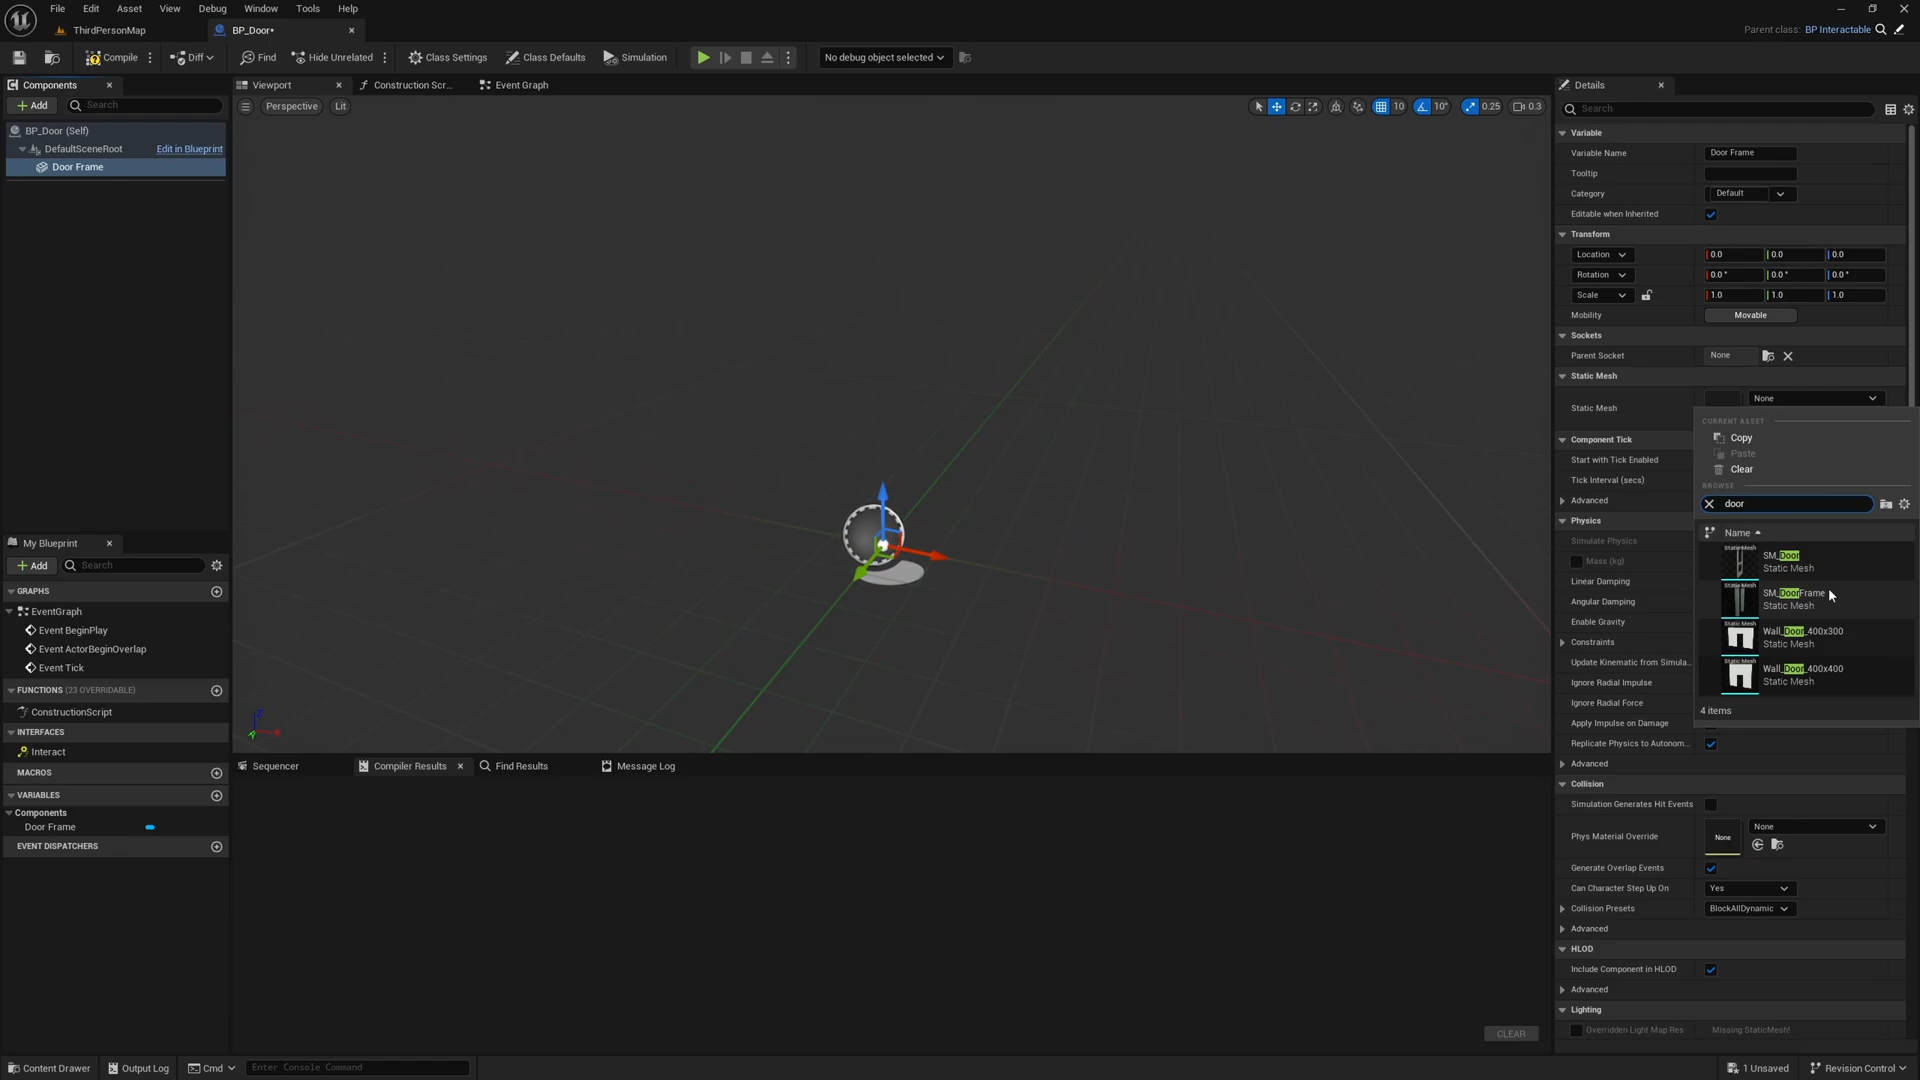 File Edit Asset View Debug Window Tools Help
ThirdPersonMap
BP_Door•
Parent class: BP Interactable
Compile
Diff
Find
Hide Unrelated
Class Settings
Class Defaults
Simulation
No debug object selected
Components
Viewport
Construction Scr...
Event Graph
Details
Add
Search
Perspective
Lit
10
10°
0.25
0.3
Search
BP_Door (Self)
DefaultSceneRoot
Edit in Blueprint
Door Frame
Variable
Variable Name
Door Frame
Tooltip
Category
Default
Editable when Inherited
Transform
Location
0.0
0.0
0.0
Rotation
0.0 °
0.0 °
0.0 °
Scale
1.0
1.0
1.0
Mobility
Movable
Sockets
Parent Socket
None
Static Mesh
Static Mesh
None
CURRENT ASSET
Copy
Paste
Clear
BROWSE
door
Name
SM_Door
Static Mesh
SM_DoorFrame
Static Mesh
Wall_Door_400x300
Static Mesh
Wall_Door_400x400
Static Mesh
4 items
Component Tick
Start with Tick Enabled
Tick Interval (secs)
Advanced
Physics
Simulate Physics
Mass (kg)
Linear Damping
Angular Damping
Enable Gravity
Constraints
Update Kinematic from Simula...
Ignore Radial Impulse
Ignore Radial Force
Apply Impulse on Damage
Replicate Physics to Autonom...
Advanced
Collision
Simulation Generates Hit Events
Phys Material Override
None
None
Generate Overlap Events
Can Character Step Up On
Yes
Collision Presets
BlockAllDynamic
Advanced
HLOD
Include Component in HLOD
Advanced
Lighting
Overridden Light Map Res
Missing StaticMesh!
My Blueprint
Add
Search
GRAPHS
EventGraph
Event BeginPlay
Event ActorBeginOverlap
Event Tick
FUNCTIONS (23 OVERRIDABLE)
ConstructionScript
INTERFACES
Interact
MACROS
VARIABLES
Components
Door Frame
EVENT DISPATCHERS
Sequencer
Compiler Results
Find Results
Message Log
CLEAR
Content Drawer
Output Log
Cmd
Enter Console Command
1 Unsaved
Revision Control